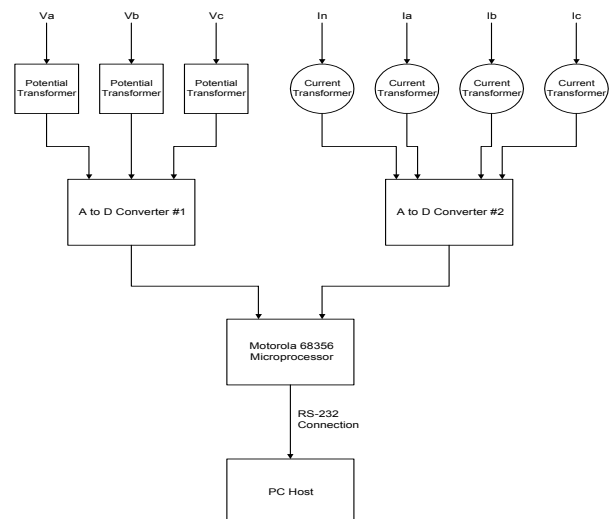 Va Vb Vc In Ia Ib Ic
Potential
Transformer
Potential
Transformer
Potential
Transformer
Current
Transformer
Current
Transformer
Current
Transformer
Current
Transformer
A to D Converter #1
A to D Converter #2
Motorola 68356
Microprocessor
RS-232
Connection
PC Host